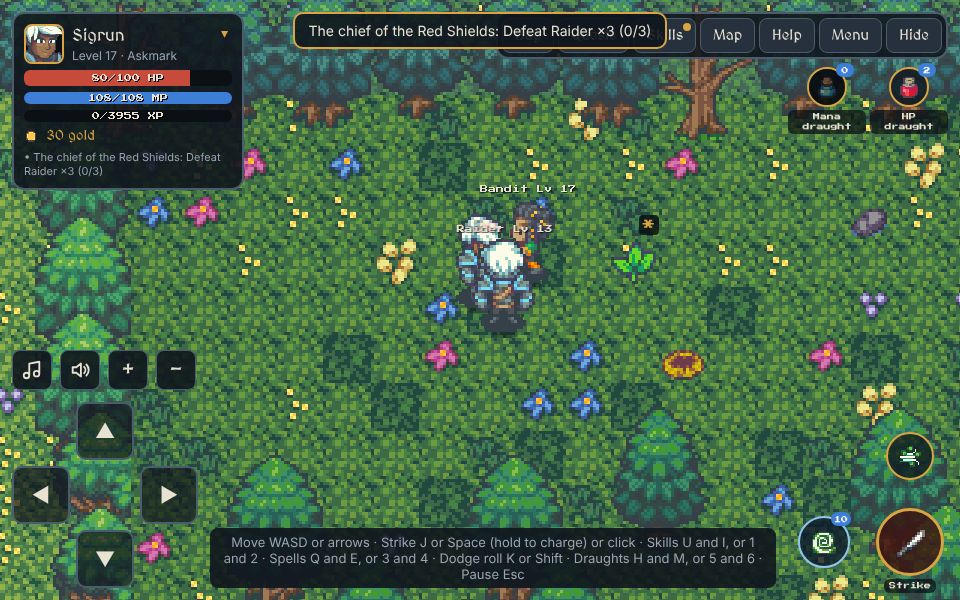 Sigrun
Level 17 · Askmark
80/100 HP
108/108 MP
0/3955 XP
30 gold
• The chief of the Red Shields: Defeat
Raider ×3 (0/3)
The chief of the Red Shields: Defeat Raider ×3 (0/3)
lls
Map
Help
Menu
Hide
0
Mana
draught
2
HP
draught
Bandit Lv 17
Raider Lv 13
+
−
Move WASD or arrows · Strike J or Space (hold to charge) or click · Skills U and I, or 1
and 2 · Spells Q and E, or 3 and 4 · Dodge roll K or Shift · Draughts H and M, or 5 and 6 ·
Pause Esc
10
Strike